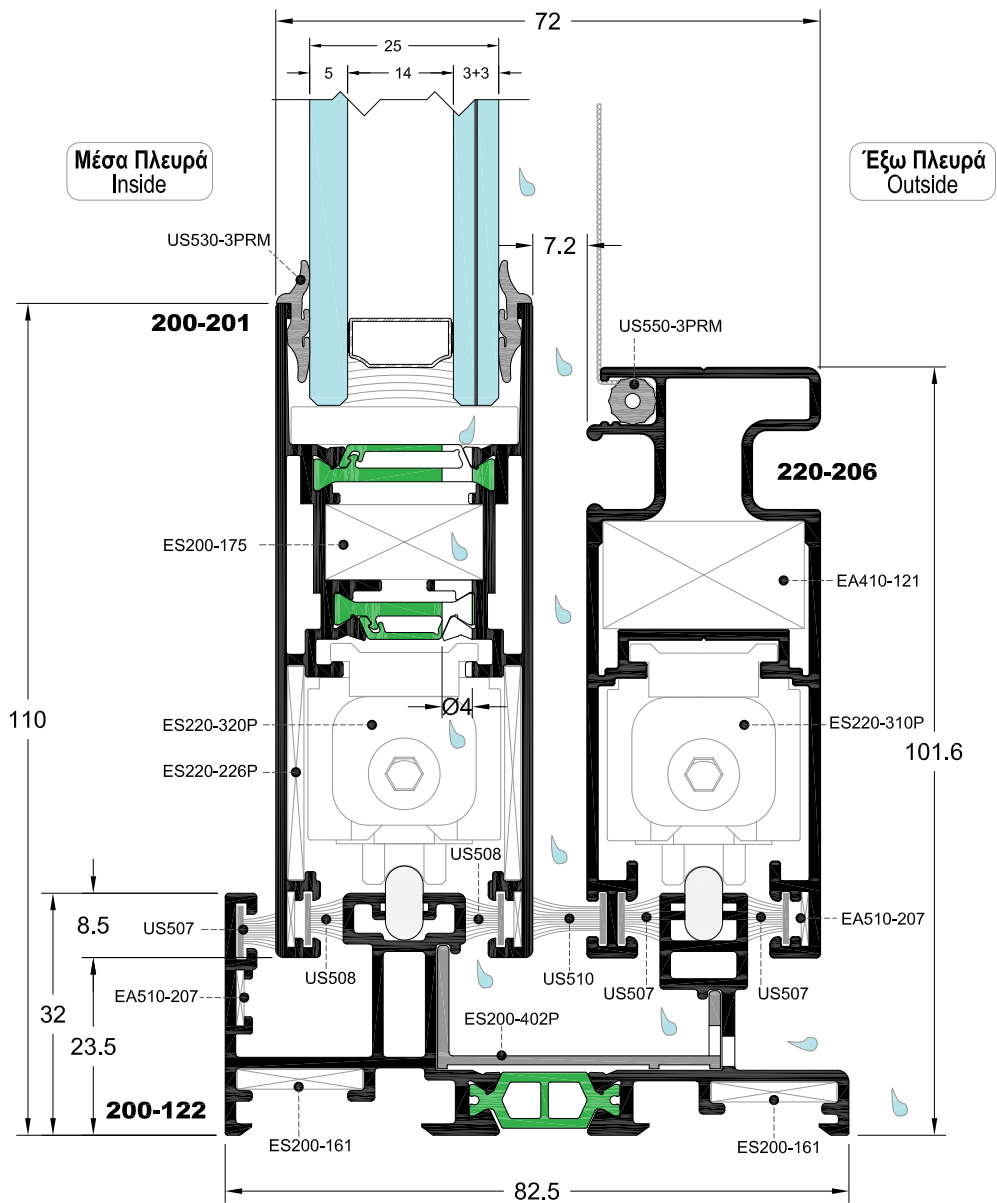 72
25
5
14
3+3
Μέσα Πλευρά
Inside
Έξω Πλευρά
Outside
US530-3PRM
7.2
200-201
US550-3PRM
220-206
ES200-175
EA410-121
Ø4
110
ES220-320P
ES220-310P
101.6
ES220-226P
US508
8.5
US507
EA510-207
US508
US510
US507
US507
EA510-207
32
23.5
ES200-402P
200-122
ES200-161
ES200-161
82.5